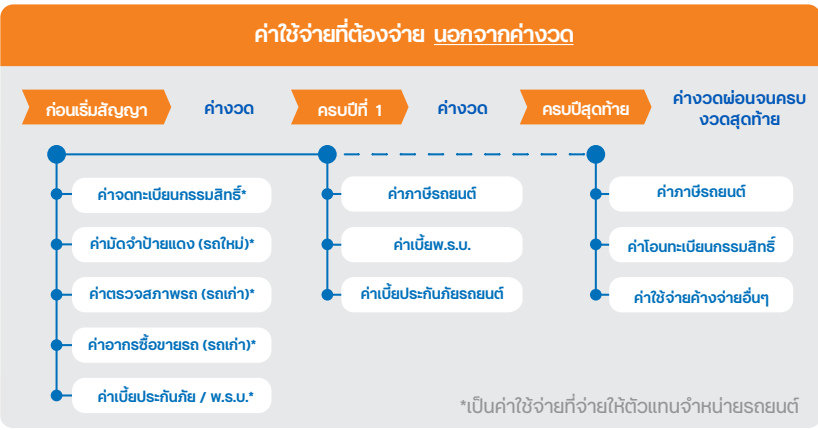 ค่าใช้จ่ายที่ต้องจ่าย นอกจากค่างวด
ก่อนเริ่มสัญญา
ค่างวด
ครบปีที่ 1
ค่างวด
ครบปีสุดท้าย
ค่างวดผ่อนจนครบ
งวดสุดท้าย
ค่าจดทะเบียนกรรมสิทธิ์*
ค่ามัดจำป้ายแดง (รถใหม่)*
ค่าตรวจสภาพรถ (รถเก่า)*
ค่าอากรซื้อขายรถ (รถเก่า)*
ค่าเบี้ยประกันภัย / พ.ร.บ.*
ค่าภาษีรถยนต์
ค่าเบี้ยพ.ร.บ.
ค่าเบี้ยประกันภัยรถยนต์
ค่าภาษีรถยนต์
ค่าโอนทะเบียนกรรมสิทธิ์
ค่าใช้จ่ายค้างจ่ายอื่นๆ
*เป็นค่าใช้จ่ายที่จ่ายให้ตัวแทนจำหน่ายรถยนต์